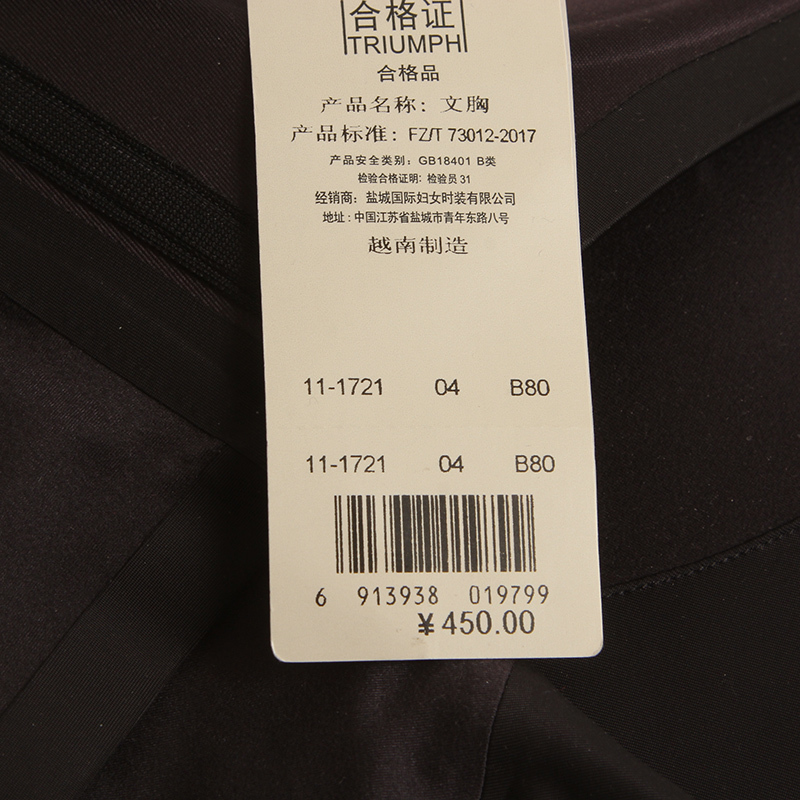 合格证
TRIUMPH
合格品
产品名称: 文胸
产品标准: FZ/T 73012-2017
产品安全类别: GB18401 B类
检验合格证明: 检验员 31
经销商: 盐城国际妇女时装有限公司
地址: 中国江苏省盐城市青年东路八号
越南制造
11-1721 04 B80
11-1721 04 B80
6 913938 019799
¥450.00